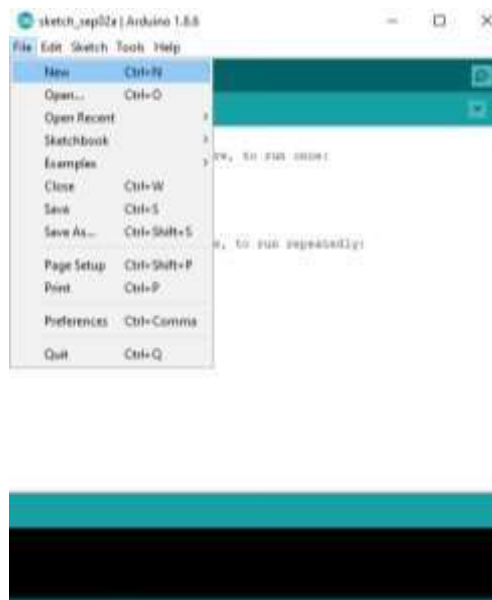 sketch_sep02a | Arduino 1.8.6
File Edit Sketch Tools Help
New Ctrl+N
Open... Ctrl+O
Open Recent
Sketchbook
Examples
re, to run once:
Close Ctrl+W
Save Ctrl+S
Save As... Ctrl+Shift+S
e, to run repeatedly:
Page Setup Ctrl+Shift+P
Print Ctrl+P
Preferences Ctrl+Comma
Quit Ctrl+Q